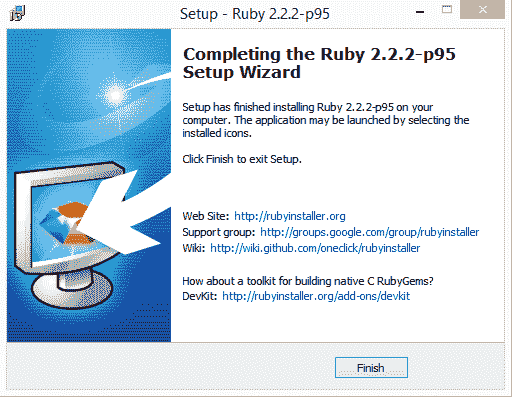 Setup - Ruby 2.2.2-p95
Completing the Ruby 2.2.2-p95
Setup Wizard
Setup has finished installing Ruby 2.2.2-p95 on your
computer. The application may be launched by selecting the
installed icons.
Click Finish to exit Setup.
Web Site: http://rubyinstaller.org
Support group: http://groups.google.com/group/rubyinstaller
Wiki: http://wiki.github.com/oneclick/rubyinstaller
How about a toolkit for building native C RubyGems?
DevKit: http://rubyinstaller.org/add-ons/devkit
Finish